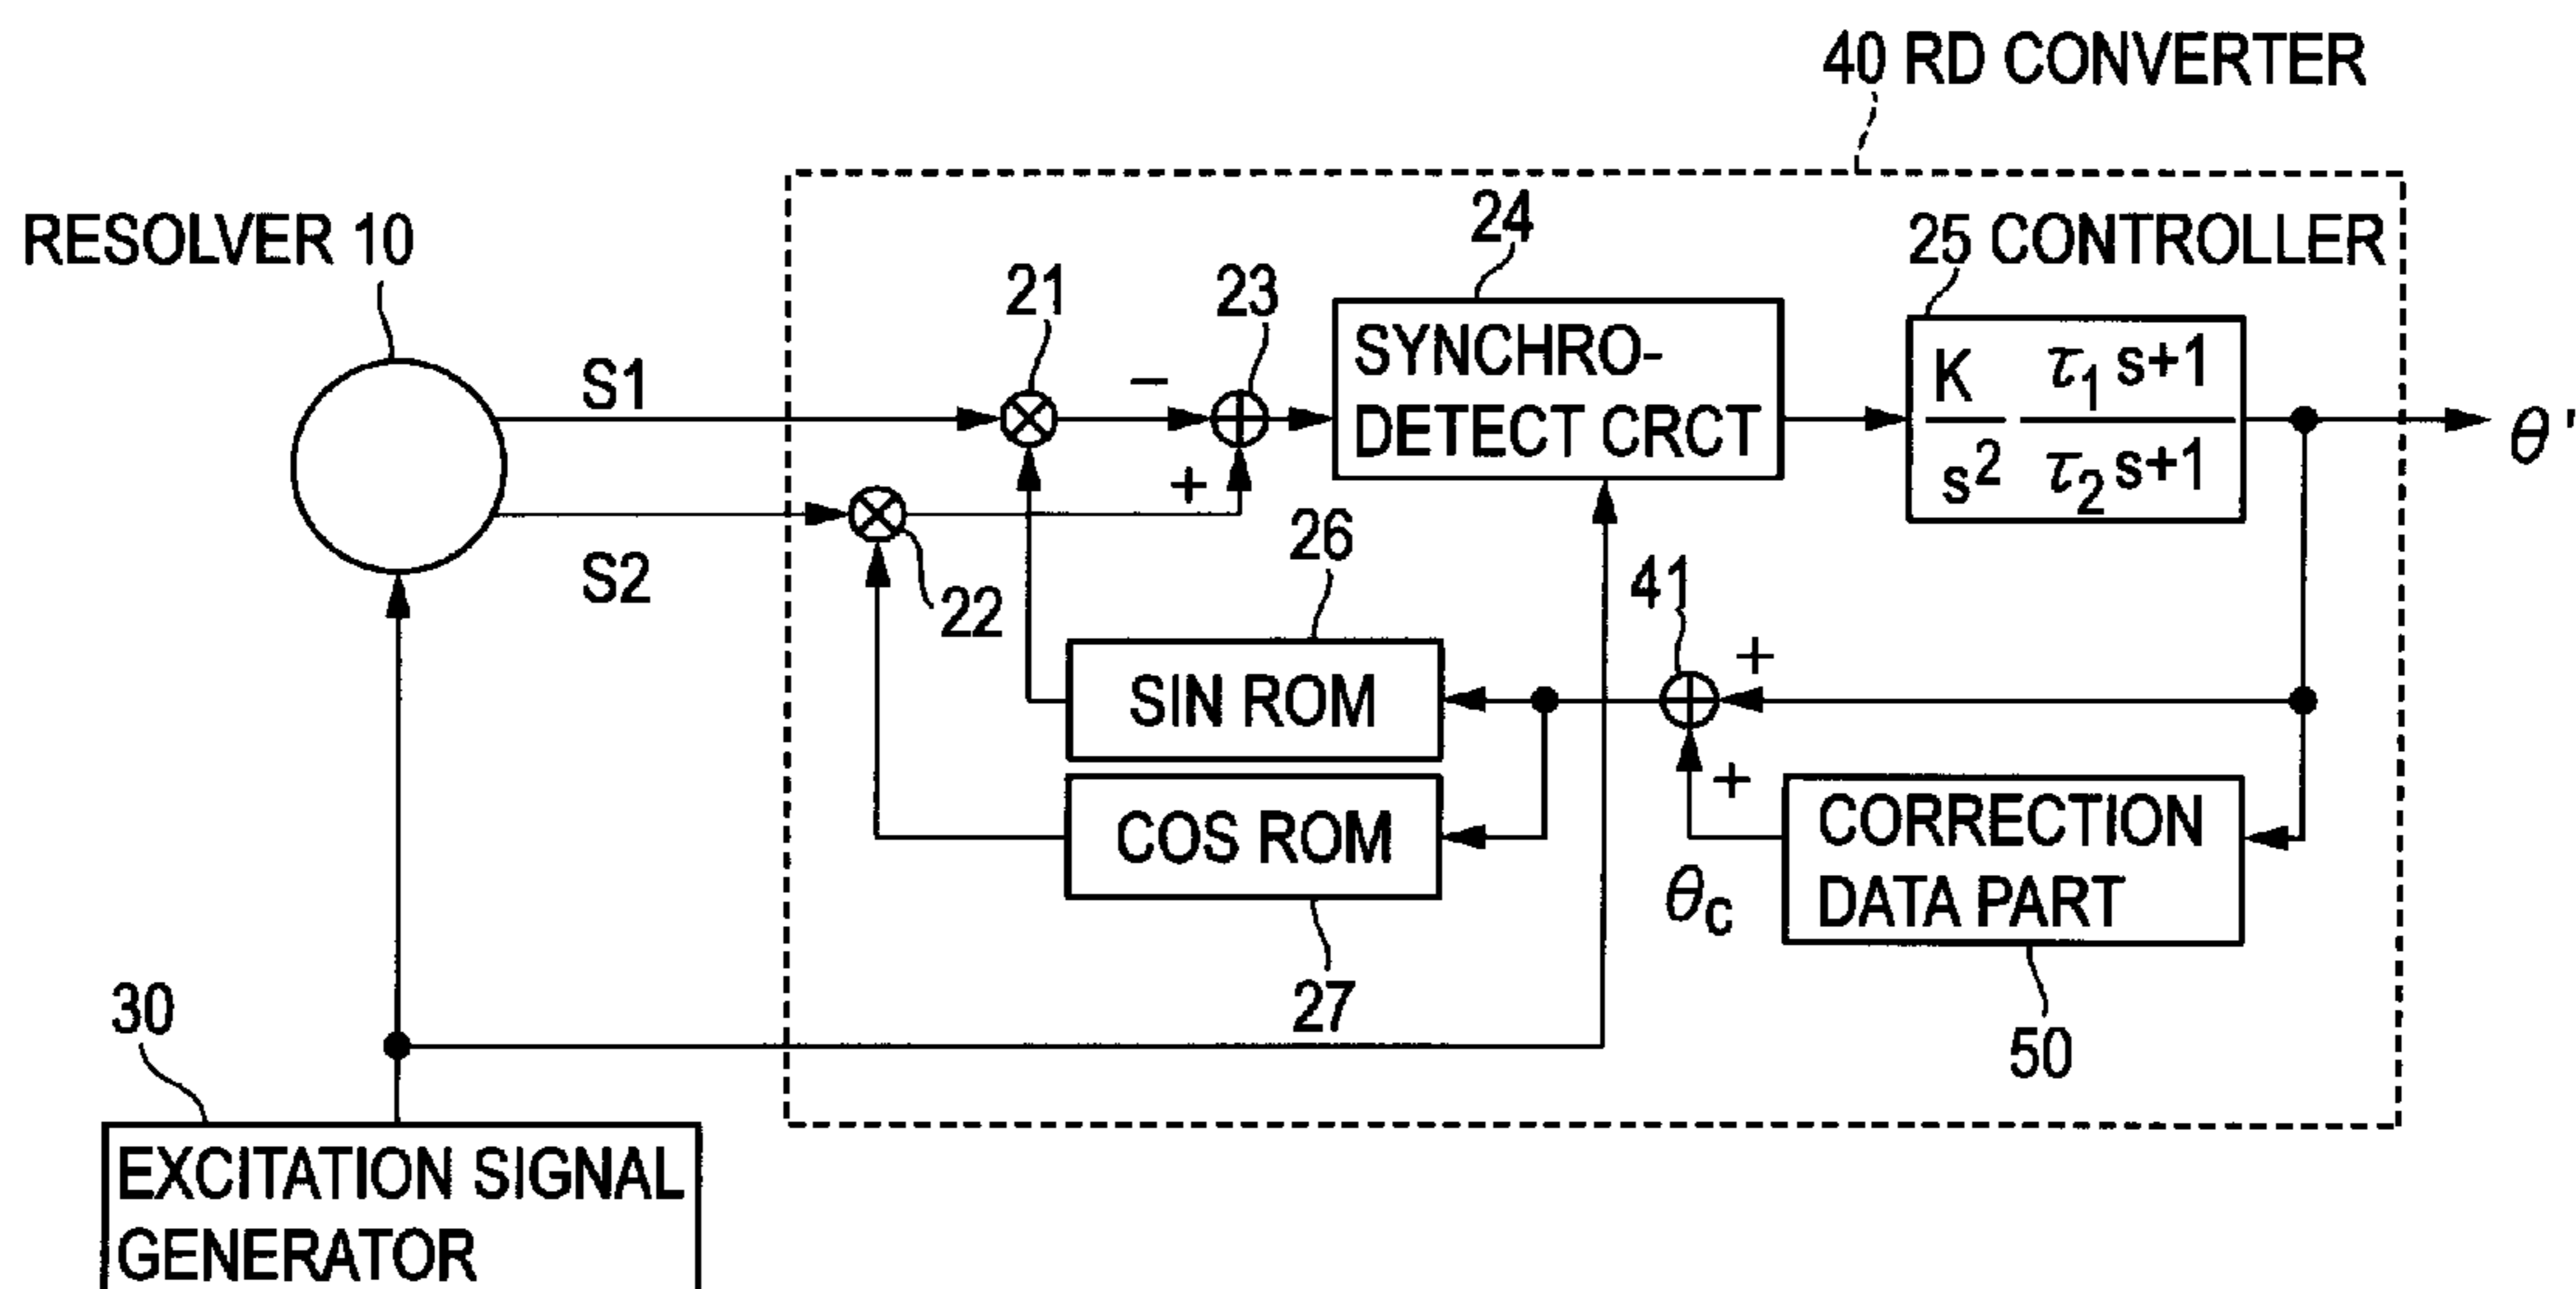 40 RD CONVERTER
RESOLVER 10
24
25 CONTROLLER
21
23
S1
−
SYNCHRO-
DETECT CRCT
K
s2
τ1 s+1
τ2 s+1
θ'
+
S2
22
26
41
+
SIN ROM
+
COS ROM
CORRECTION
DATA PART
θc
27
50
30
EXCITATION SIGNAL
GENERATOR